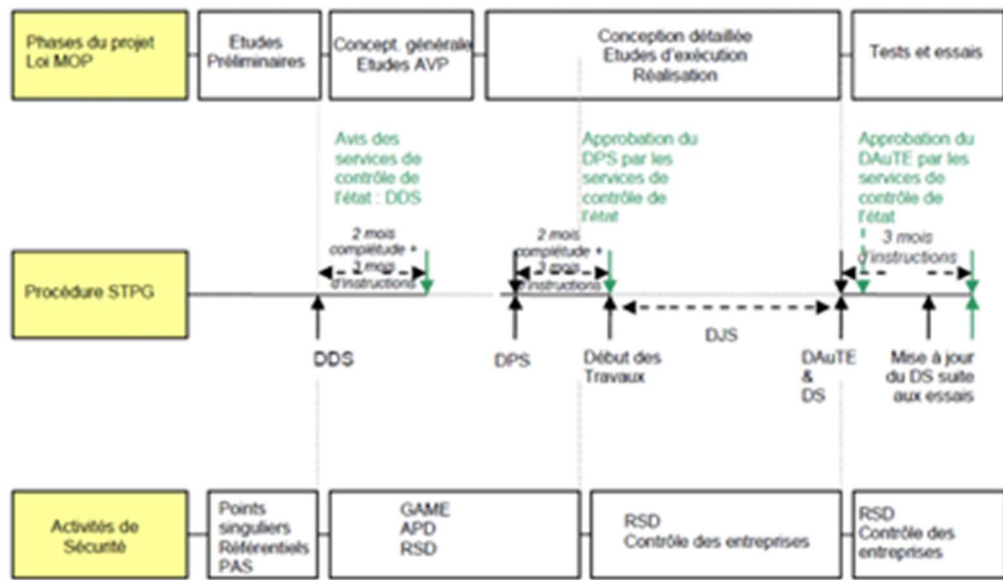 Phases du projet
Loi MOP
Etudes
Préliminaires
Concept. générale
Etudes AVP
Conception détaillée
Etudes d'exécution
Réalisation
Tests et essais
Avis des
services de
contrôle de
l'état : DDS
Approbation du
DPS par les
services de
contrôle de
l'état
Approbation du
DAuTE par les
services de
contrôle de
l'état
2 mois
complétude +
3 mois
d'instructions
2 mois
complétude +
3 mois
d'instructions
3 mois
d'instructions
Procédure STPG
DDS
DPS
Début des
Travaux
DJS
DAuTE
&
DS
Mise à jour
du DS suite
aux essais
Activités de
Sécurité
Points
singuliers
Référentiels
PAS
GAME
APD
RSD
RSD
Contrôle des entreprises
RSD
Contrôle des
entreprises